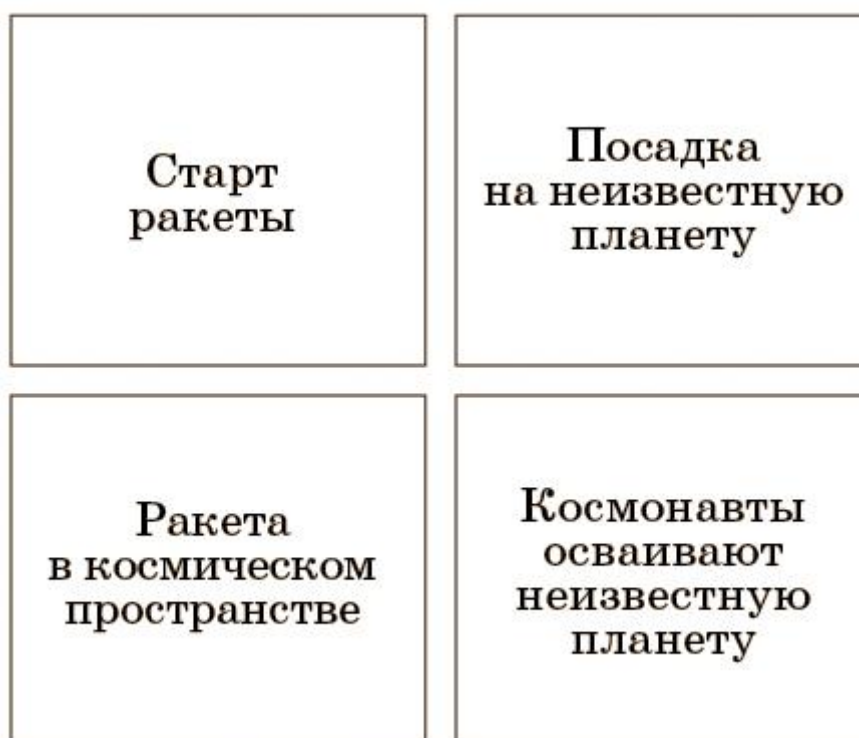 Старт
ракеты
Посадка
на неизвестную
планету
Ракета
в космическом
пространстве
Космонавты
осваивают
неизвестную
планету